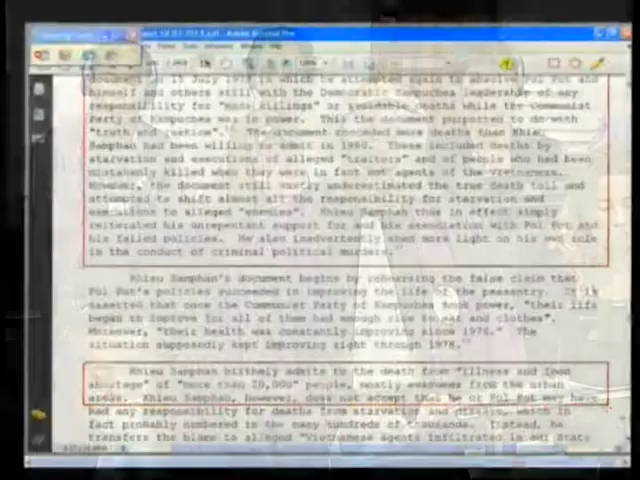 document on 15 July 1987 in which he attempted again to absolve Pol Pot and
himself and others still with the Democratic Kampuchea leadership of any
responsibility for "mass killings" or avoidable deaths while the Communist
Party of Kampuchea was in power. This the document purported to do with
"truth and justice". The document conceded more deaths than Khieu
Samphan had been willing to admit in 1980. These included deaths by
starvation and executions of alleged "traitors" and of people who had been
mistakenly killed when they were in fact not agents of the Vietnamese.
However, the document still vastly underestimated the true death toll and
attempted to shift almost all the responsibility for starvation and
executions to alleged "enemies". Khieu Samphan thus in effect simply
reiterated his unrepentant support for and his association with Pol Pot and
his failed policies. He also inadvertently shed more light on his own role
in the conduct of criminal political murders.
Khieu Samphan's document begins by rehearsing the false claim that
Pol Pot's policies succeeded in improving the life of the peasantry. It is
asserted that once the Communist Party of Kampuchea took power, "their life
began to improve for all of them had enough rice to eat and clothes".
Moreover, "their health was constantly improving since 1976." The
situation supposedly kept improving right through 1978.
Khieu Samphan blithely admits to the death from "illness and food
shortage" of "more than 20,000" people, mostly evacuees from the urban
areas. Khieu Samphan, however, does not accept that he or Pol Pot may have
had any responsibility for deaths from starvation and disease, which in
fact probably numbered in the many hundreds of thousands. Instead, he
transfers the blame to alleged "Vietnamese agents infiltrated in our State